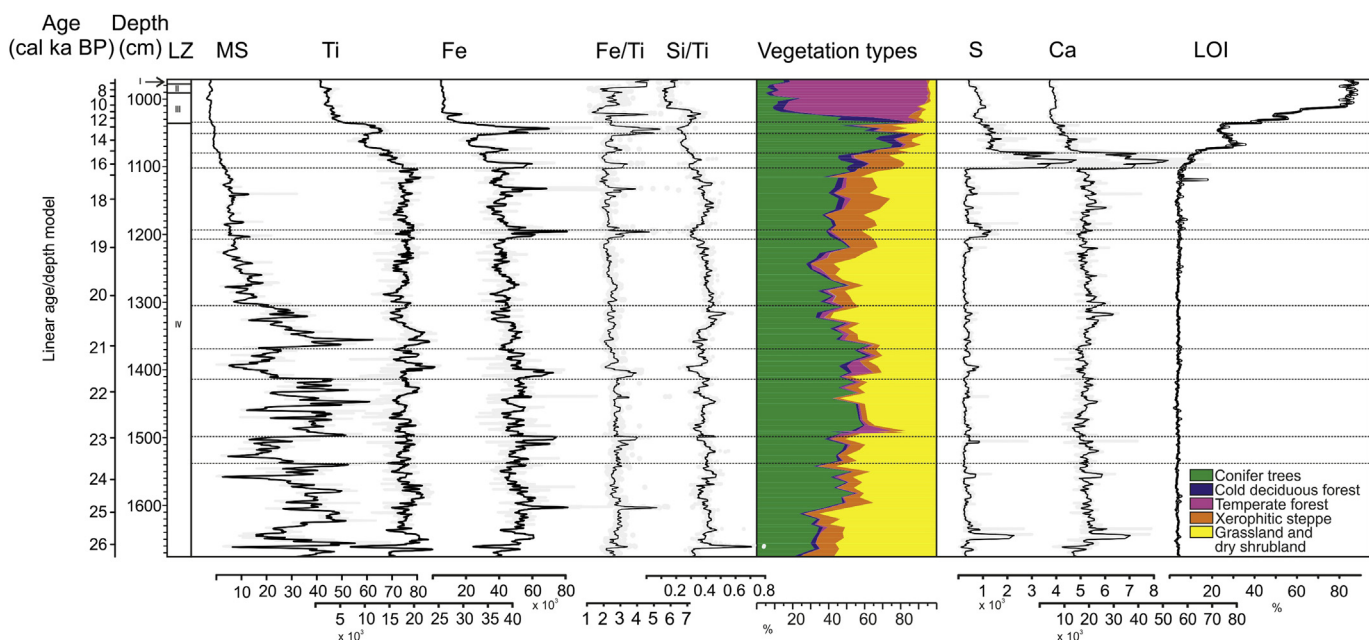 Age Depth
(cal ka BP) (cm) LZ MS Ti Fe Fe/Ti Si/Ti Vegetation types S Ca LOI
Linear age/depth model
8
10
12
14
16
18
19
20
21
22
23
24
25
26
1000
1100
1200
1300
1400
1500
1600
I
II
III
IV
Conifer trees
Cold deciduous forest
Temperate forest
Xerophitic steppe
Grassland and
dry shrubland
10 20 30 40 50 60 70 80
5 10 15 20 25 30 35 40
x 10³
20 40 60 80
x 10³
1 2 3 4 5 6 7
0.2 0.4 0.6 0.8
20 40 60 80
%
1 2 3 4 5 6 7 8
x 10³
20 40 60 80
x 10³
20 40 60 80
%